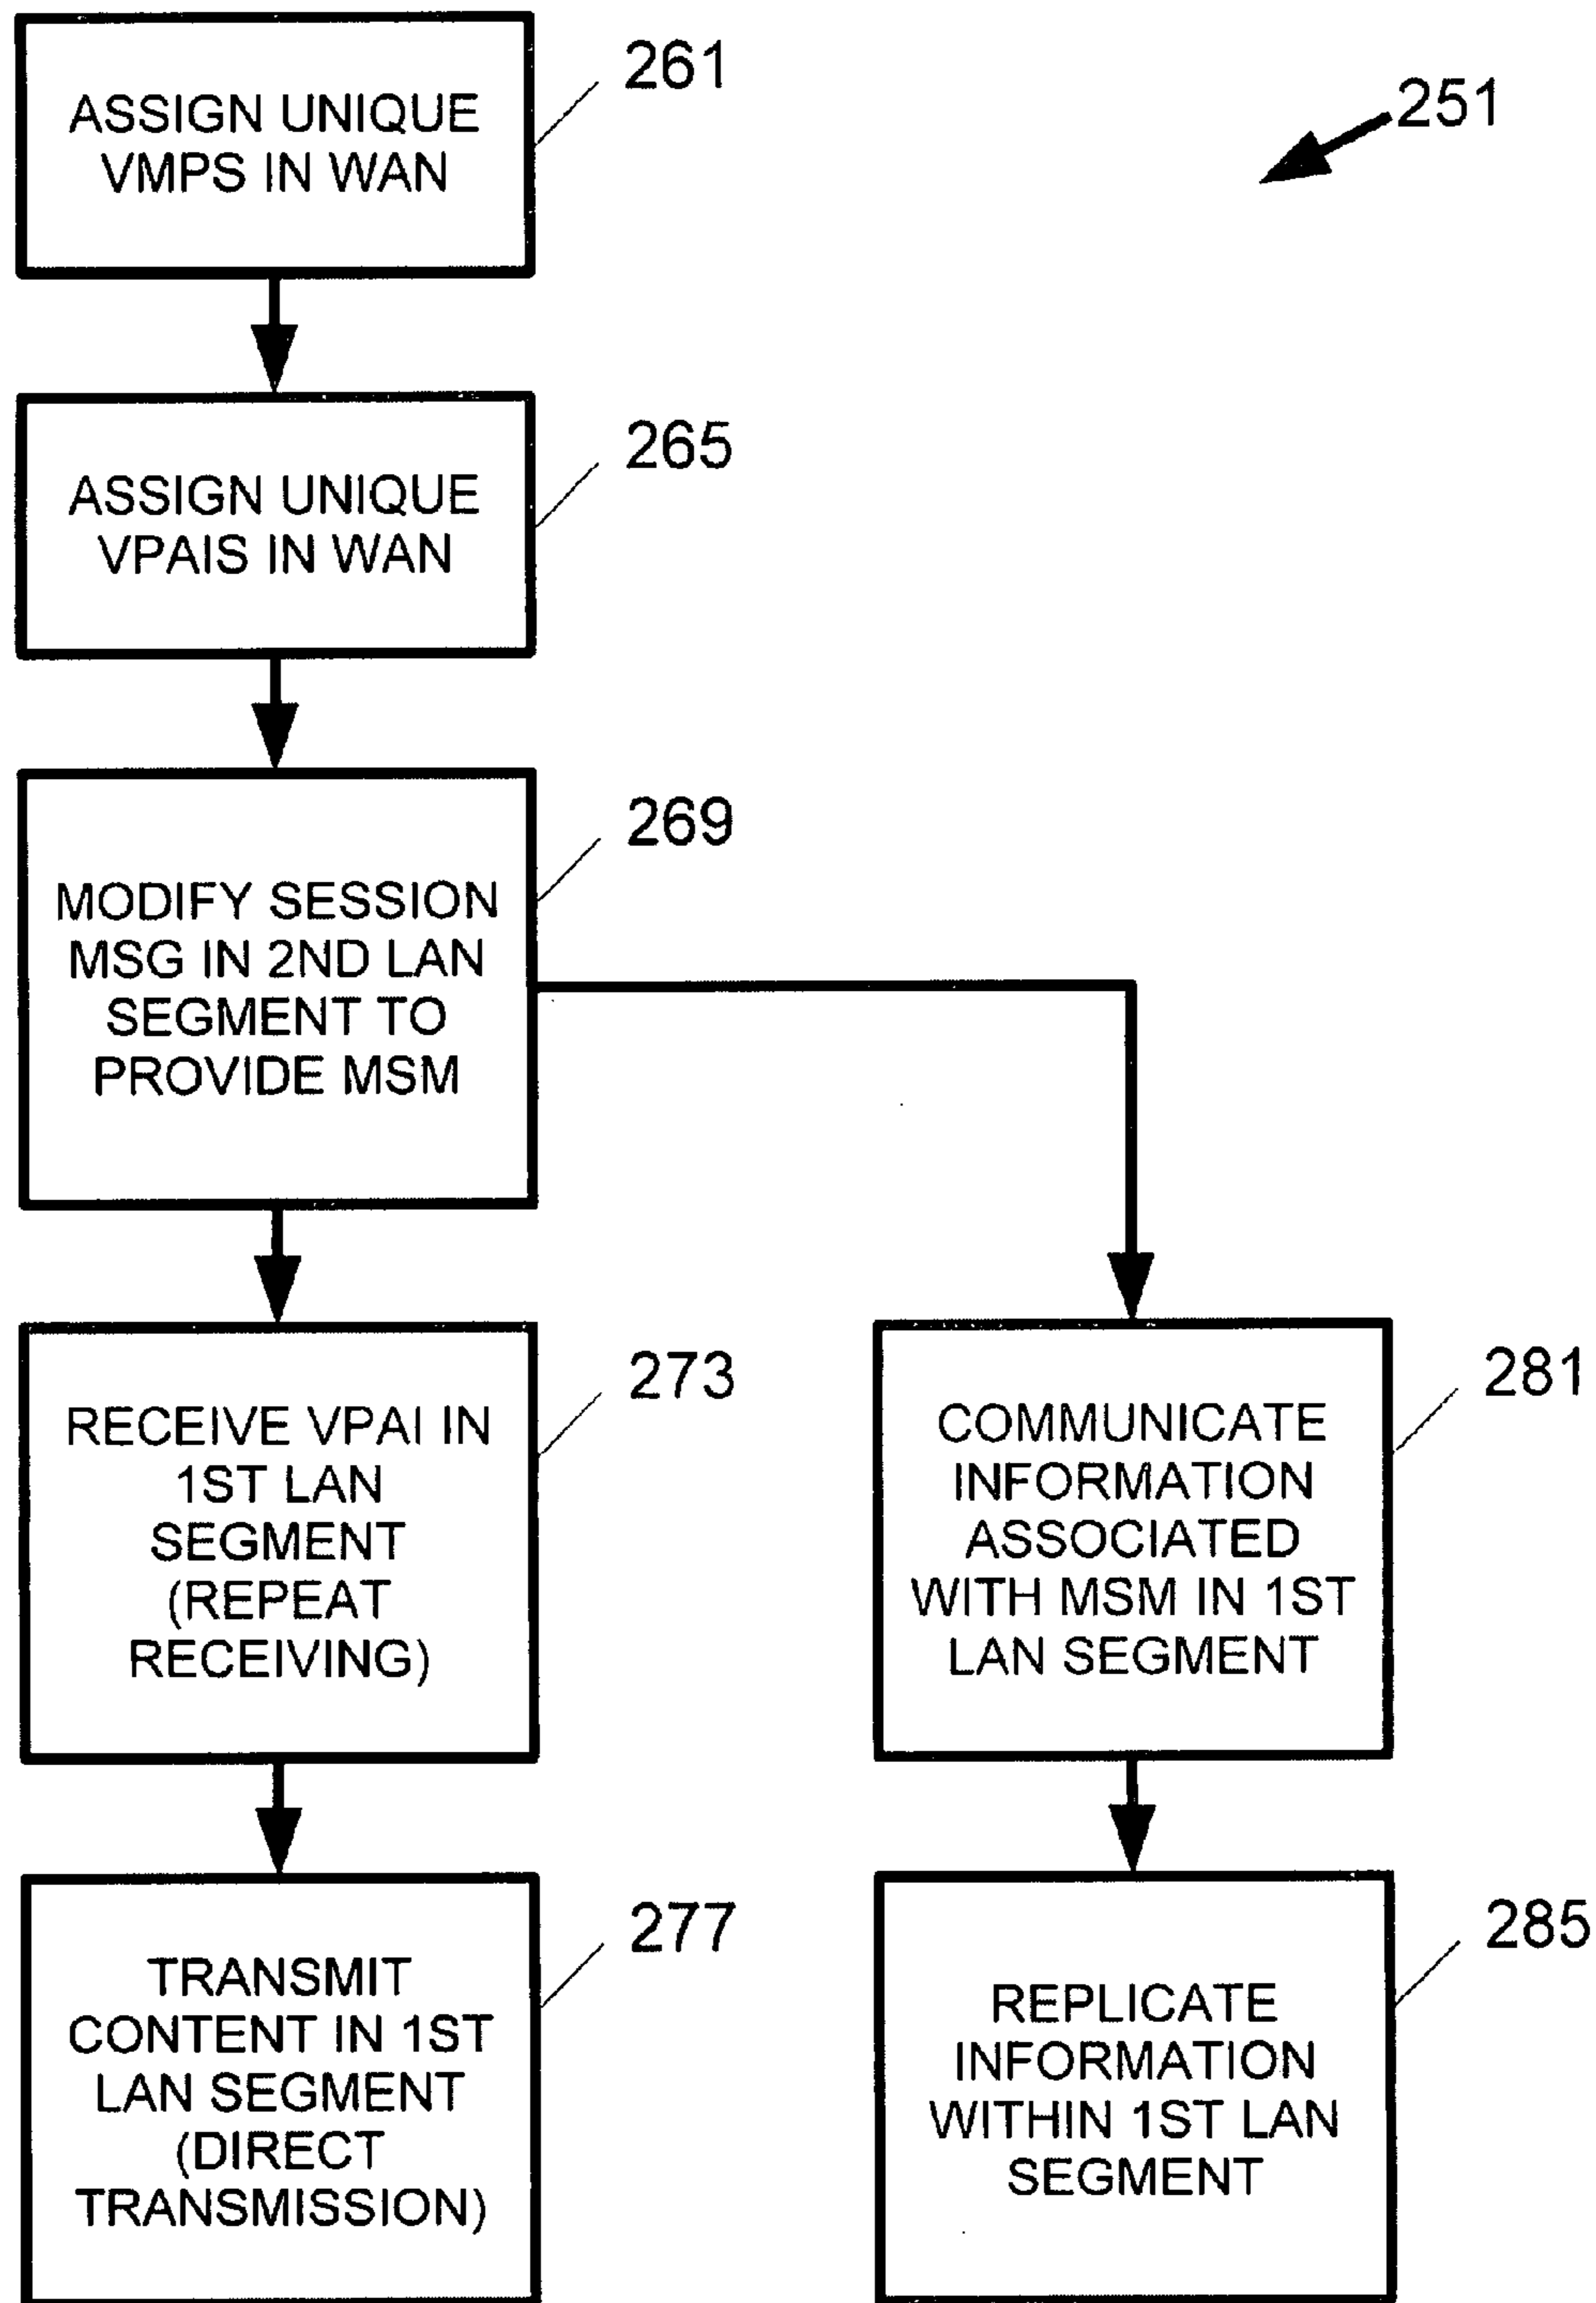 ASSIGN UNIQUE
VMPS IN WAN
261
251
ASSIGN UNIQUE
VPAIS IN WAN
265
MODIFY SESSION
MSG IN 2ND LAN
SEGMENT TO
PROVIDE MSM
269
RECEIVE VPAI IN
1ST LAN
SEGMENT
(REPEAT
RECEIVING)
273
COMMUNICATE
INFORMATION
ASSOCIATED
WITH MSM IN 1ST
LAN SEGMENT
281
TRANSMIT
CONTENT IN 1ST
LAN SEGMENT
(DIRECT
TRANSMISSION)
277
REPLICATE
INFORMATION
WITHIN 1ST LAN
SEGMENT
285